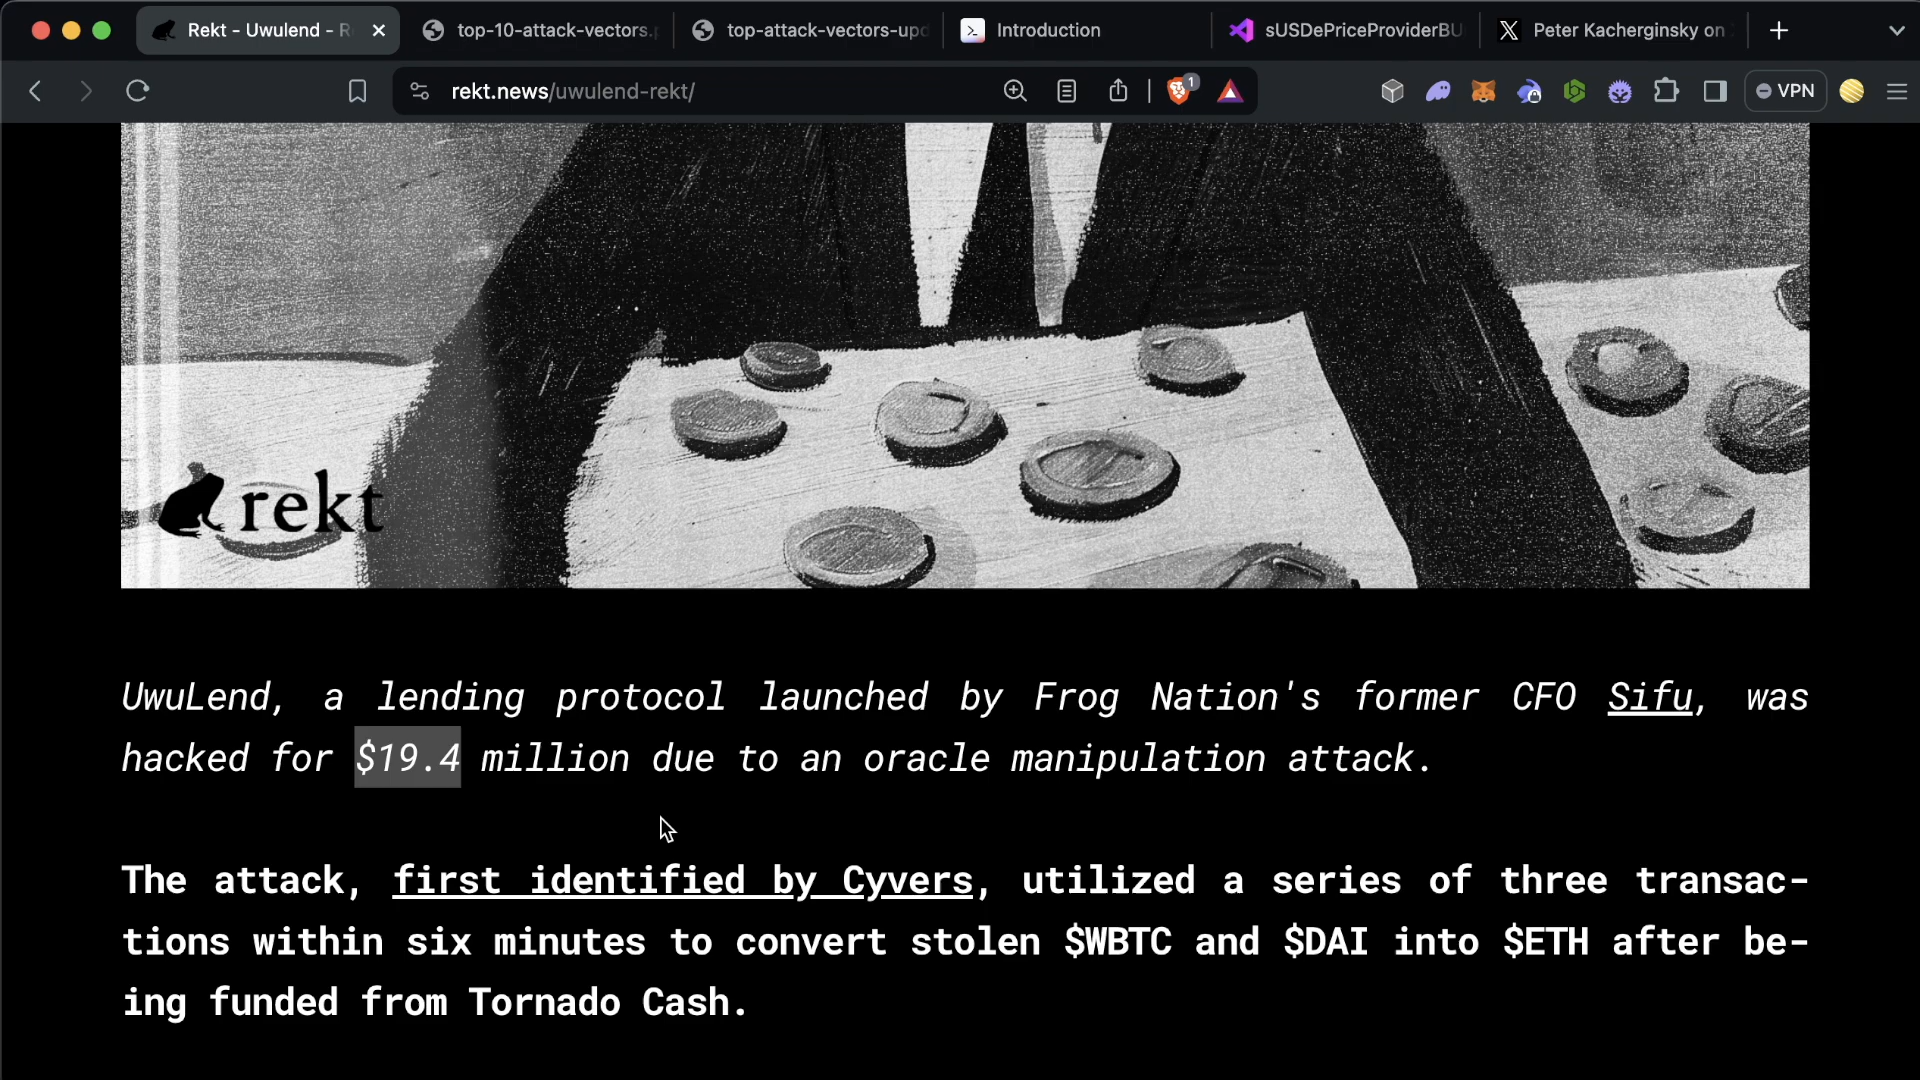 Rekt - Uwulend - R
top-10-attack-vectors.
top-attack-vectors-upd
Introduction
sUSDePriceProviderBU
Peter Kacherginsky on
rekt.news/uwulend-rekt/
1
VPN
rekt
UwuLend, a lending protocol launched by Frog Nation's former CFO Sifu, was
hacked for $19.4 million due to an oracle manipulation attack.
The attack, first identified by Cyvers, utilized a series of three transac-
tions within six minutes to convert stolen $WBTC and $DAI into $ETH after be-
ing funded from Tornado Cash.